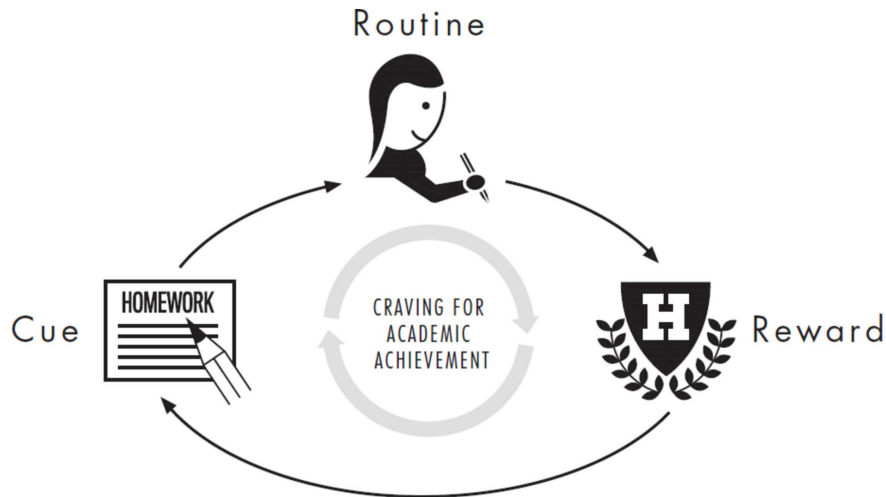 Routine
Cue
HOMEWORK
CRAVING FOR
ACADEMIC
ACHIEVEMENT
H
Reward